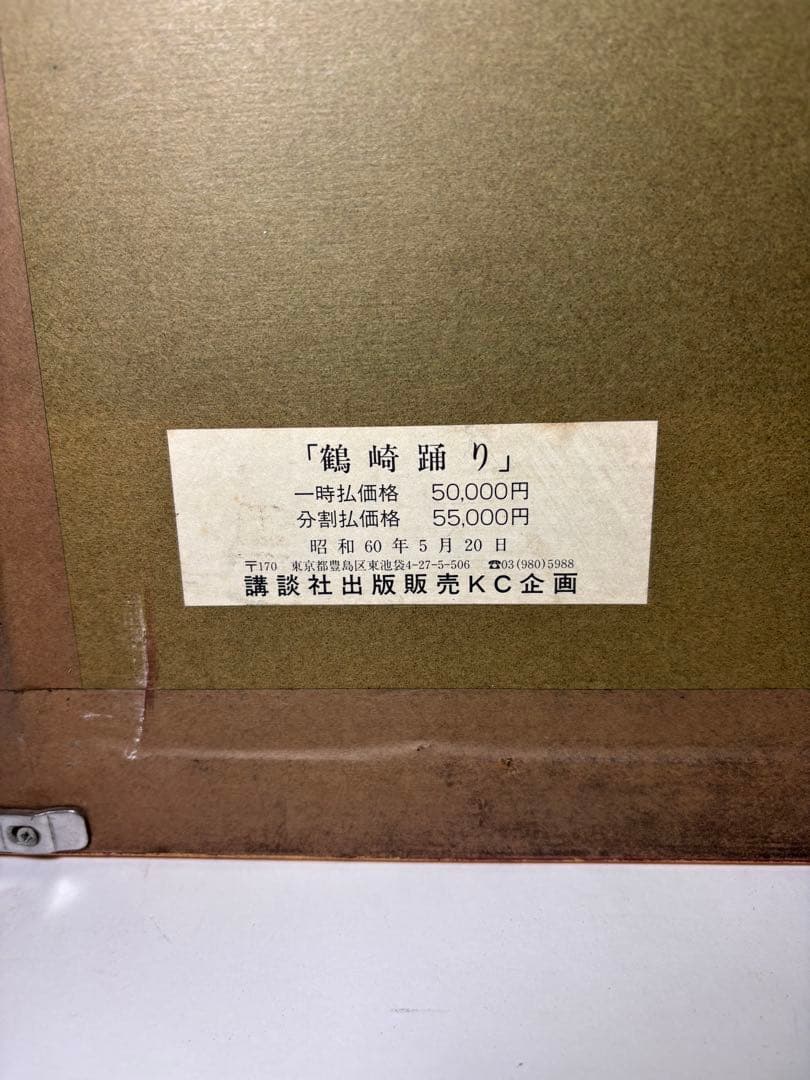 「鶴崎踊り」
一時払価格 50,000円
分割払価格 55,000円
昭和60年5月20日
〒170 東京都豊島区東池袋4-27-5-506 ☎03(980)5988
講談社出版販売KC企画